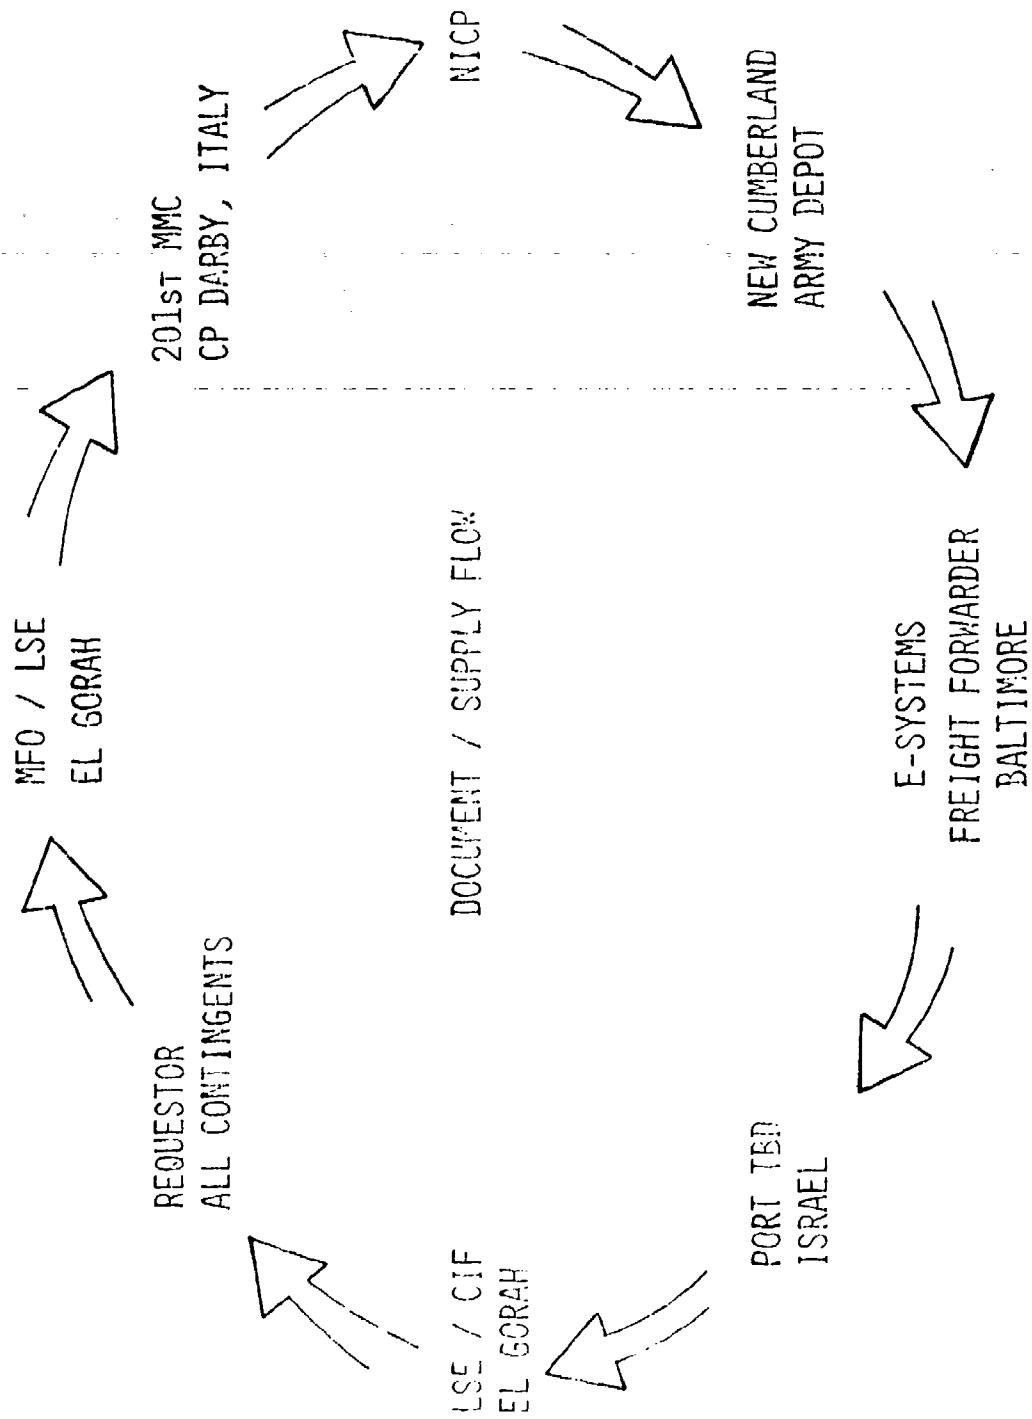 MFO / LSE
EL GORAH
201ST MMC
CP DARBY, ITALY
NICP
NEW CUMBERLAND
ARMY DEPOT
E-SYSTEMS
FREIGHT FORWARDER
BALTIMORE
PORT TBD
ISRAEL
LSE / CIF
EL GORAH
REQUESTOR
ALL CONTINGENTS
DOCUMENT / SUPPLY FLOW